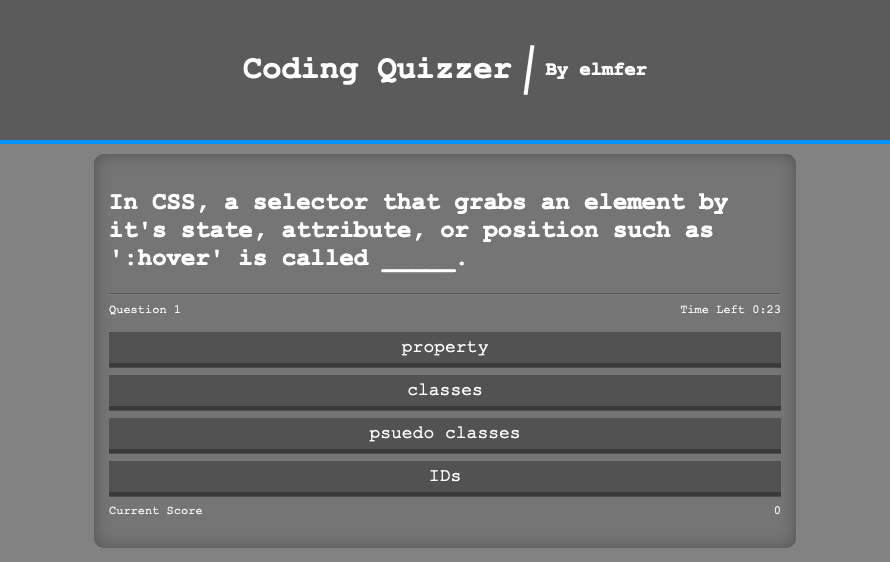 Coding Quizzer / By elmfer
In CSS, a selector that grabs an element by
it's state, attribute, or position such as
':hover' is called _____.
Question 1 Time Left 0:23
property
classes
psuedo classes
IDs
Current Score 0